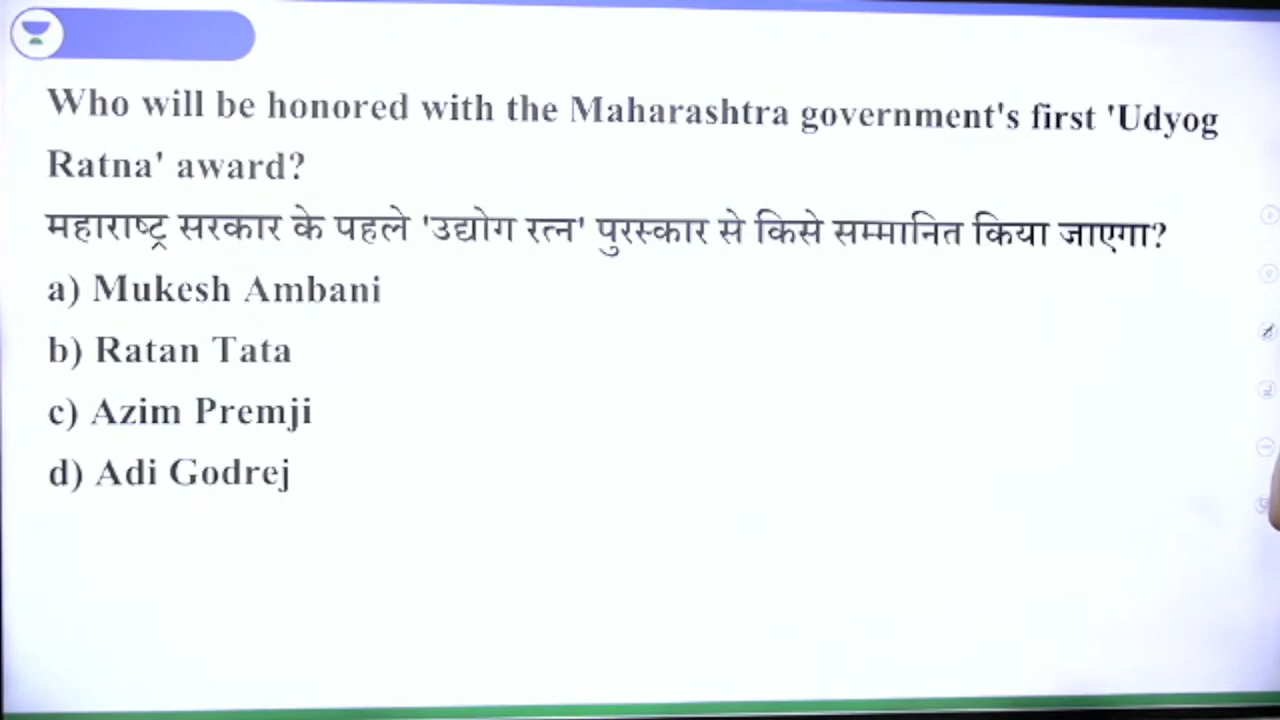 Who will be honored with the Maharashtra government's first 'Udyog
Ratna' award?
महाराष्ट्र सरकार के पहले 'उद्योग रत्न' पुरस्कार से किसे सम्मानित किया जाएगा?
a) Mukesh Ambani
b) Ratan Tata
c) Azim Premji
d) Adi Godrej